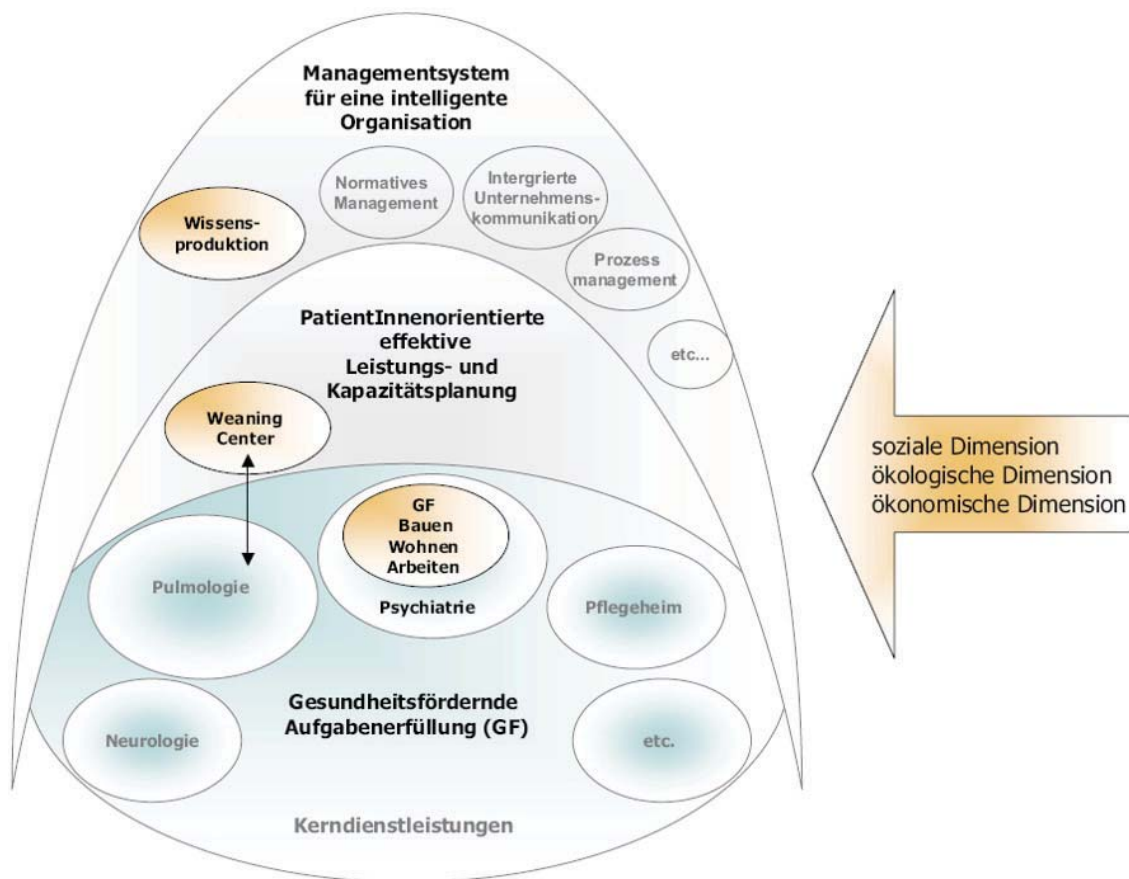 Managementsystem
für eine intelligente
Organisation
Normatives
Management
Intergrierte
Unternehmens-
kommunikation
Wissens-
produktion
Prozess
management
etc...
PatientInnenorientierte
effektive
Leistungs- und
Kapazitätsplanung
Weaning
Center
soziale Dimension
ökologische Dimension
ökonomische Dimension
GF
Bauen
Wohnen
Arbeiten
Psychiatrie
Pulmologie
Pflegeheim
Gesundheitsfördernde
Aufgabenerfüllung (GF)
Neurologie
etc.
Kerndienstleistungen